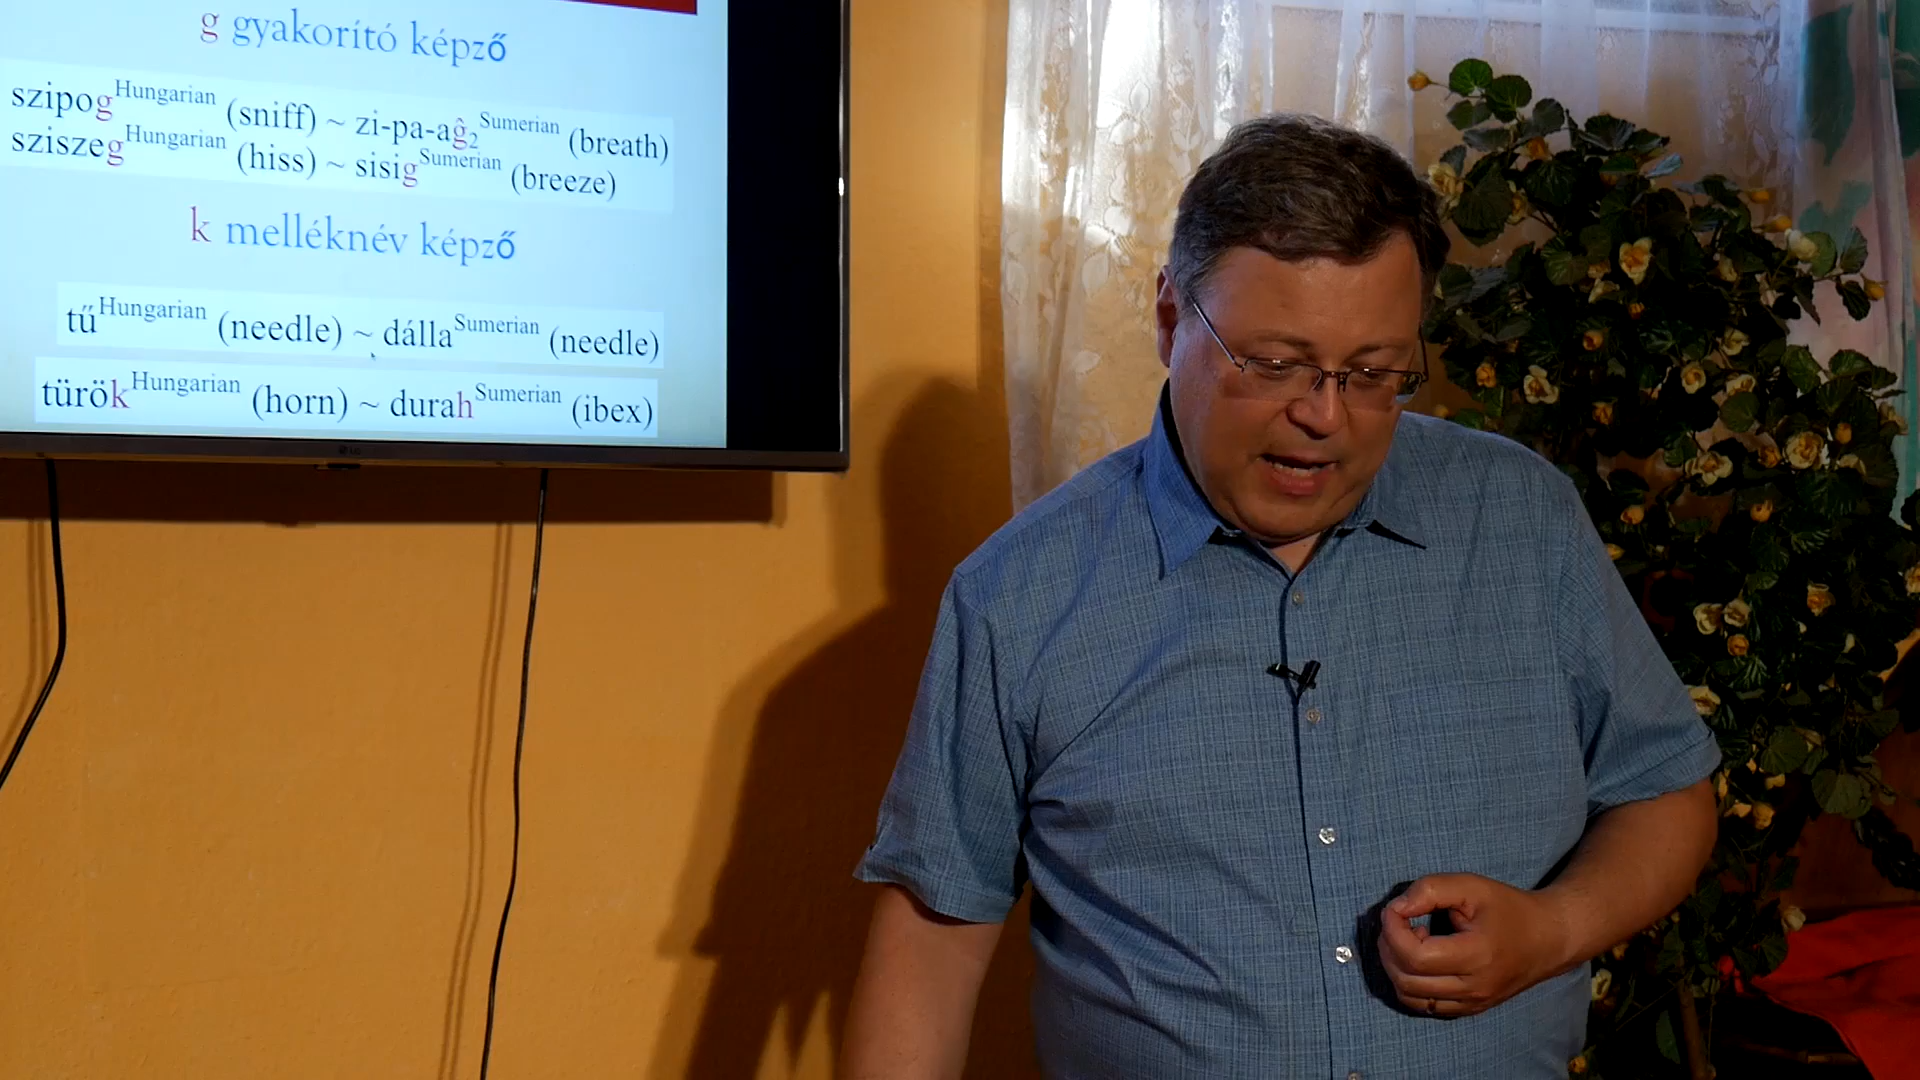 g gyakorító képző
szipog Hungarian (sniff) ~ zi-pa-aĝ₂ Sumerian (breath)
sziszeg Hungarian (hiss) ~ sisig Sumerian (breeze)
k melléknév képző
tű Hungarian (needle) ~ dálla Sumerian (needle)
türök Hungarian (horn) ~ durah Sumerian (ibex)
LG